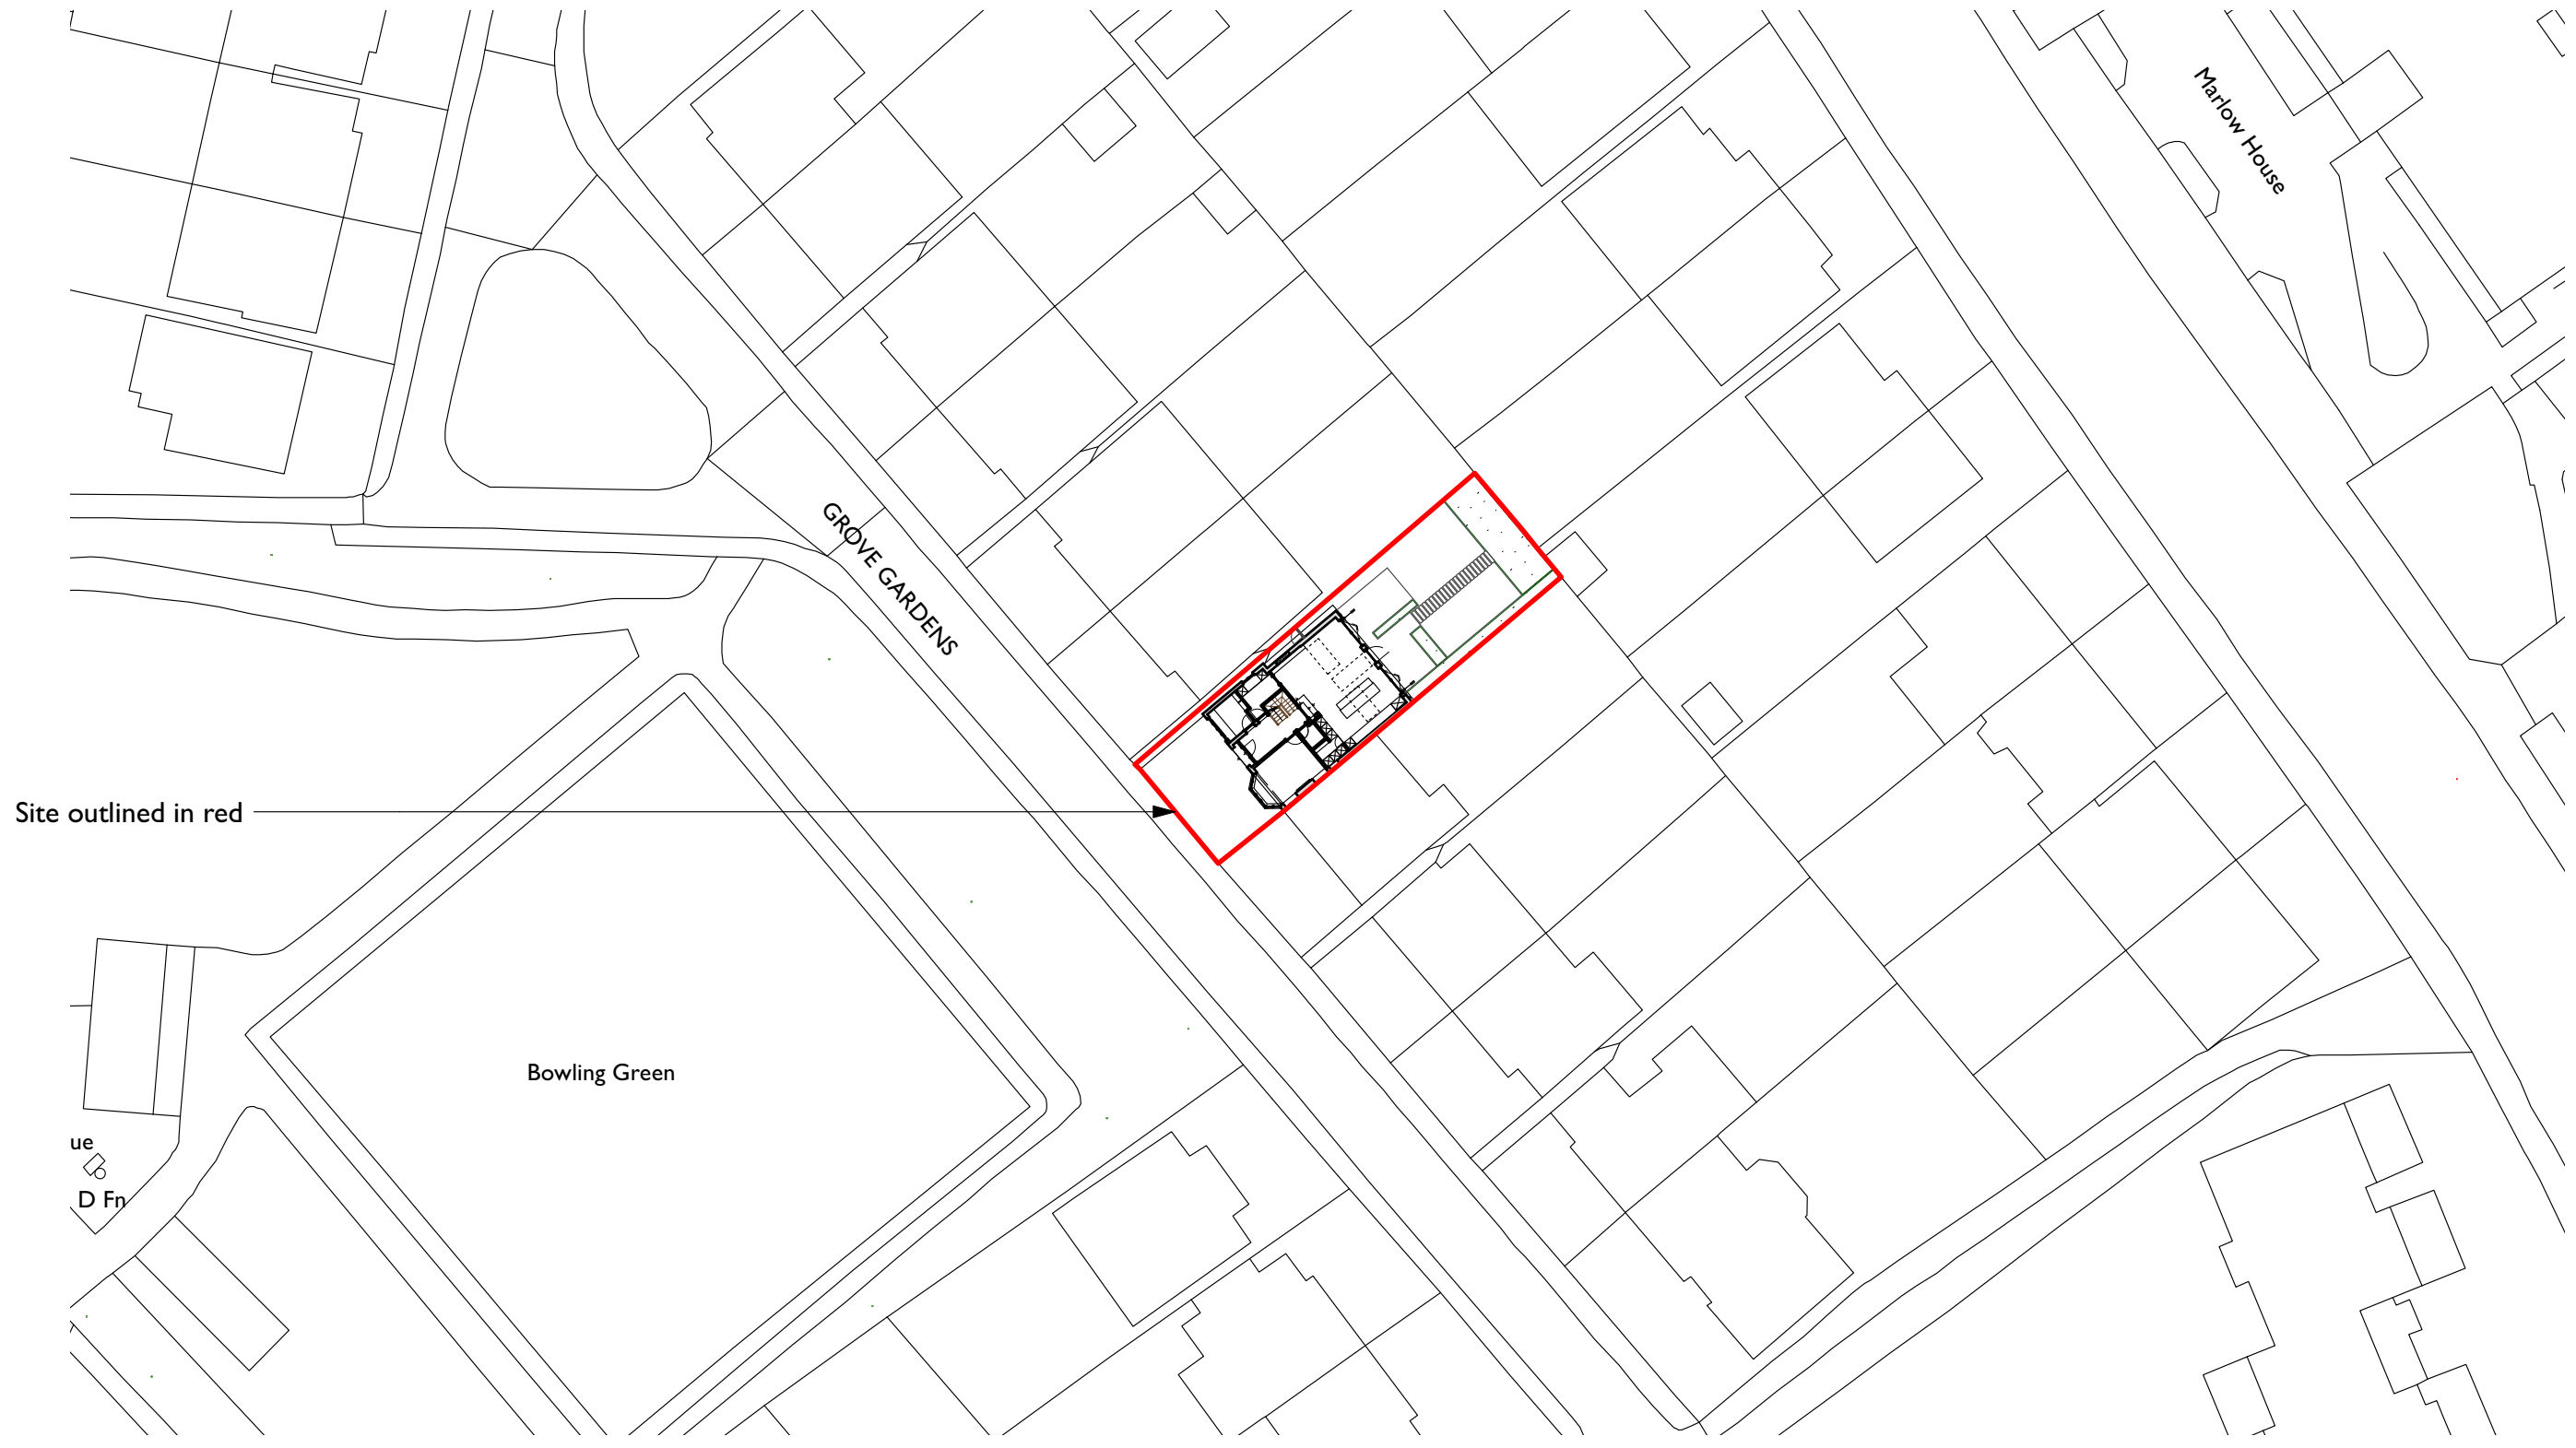 Marlow House
GROVE GARDENS
Site outlined in red
Bowling Green
ue
D Fn